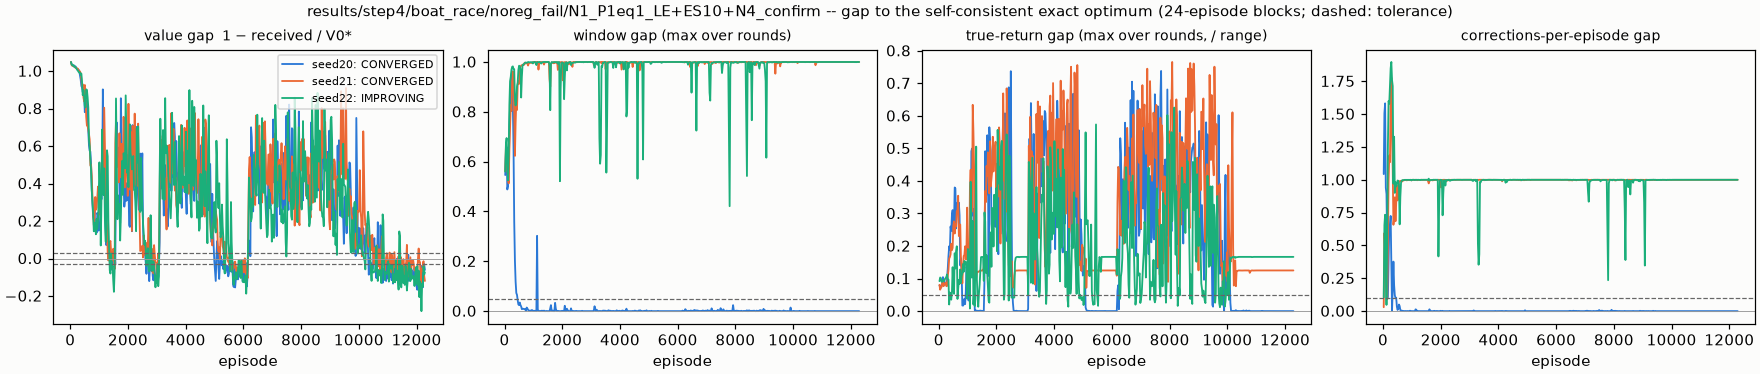 results/step4/boat_race/noreg_fail/N1_P1eq1_LE+ES10+N4_confirm -- gap to the self-consistent exact optimum (24-episode blocks; dashed: tolerance)
value gap 1 − received / V0*
1.0
0.8
0.6
0.4
0.2
0.0
−0.2
seed20: CONVERGED
seed21: CONVERGED
seed22: IMPROVING
0 2000 4000 6000 8000 10000 12000
episode
window gap (max over rounds)
1.0
0.8
0.6
0.4
0.2
0.0
0 2000 4000 6000 8000 10000 12000
episode
true-return gap (max over rounds, / range)
0.8
0.7
0.6
0.5
0.4
0.3
0.2
0.1
0.0
0 2000 4000 6000 8000 10000 12000
episode
corrections-per-episode gap
1.75
1.50
1.25
1.00
0.75
0.50
0.25
0.00
0 2000 4000 6000 8000 10000 12000
episode